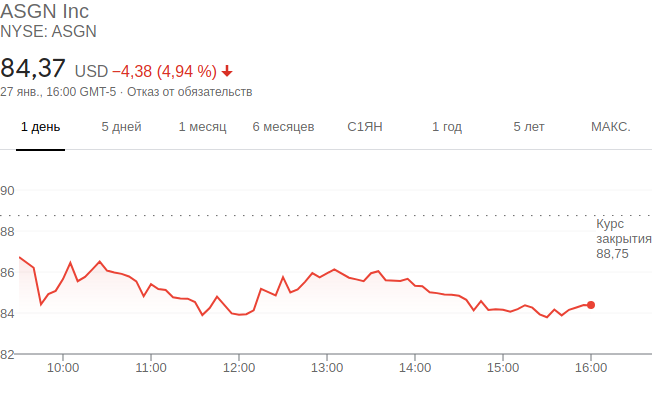 ASGN Inc
NYSE: ASGN
84,37 USD −4,38 (4,94 %)
27 янв., 16:00 GMT-5 · Отказ от обязательств
1 день 5 дней 1 месяц 6 месяцев С1ЯН 1 год 5 лет МАКС.
90
88
86
84
82
Курс
закрытия
88,75
10:00 11:00 12:00 13:00 14:00 15:00 16:00